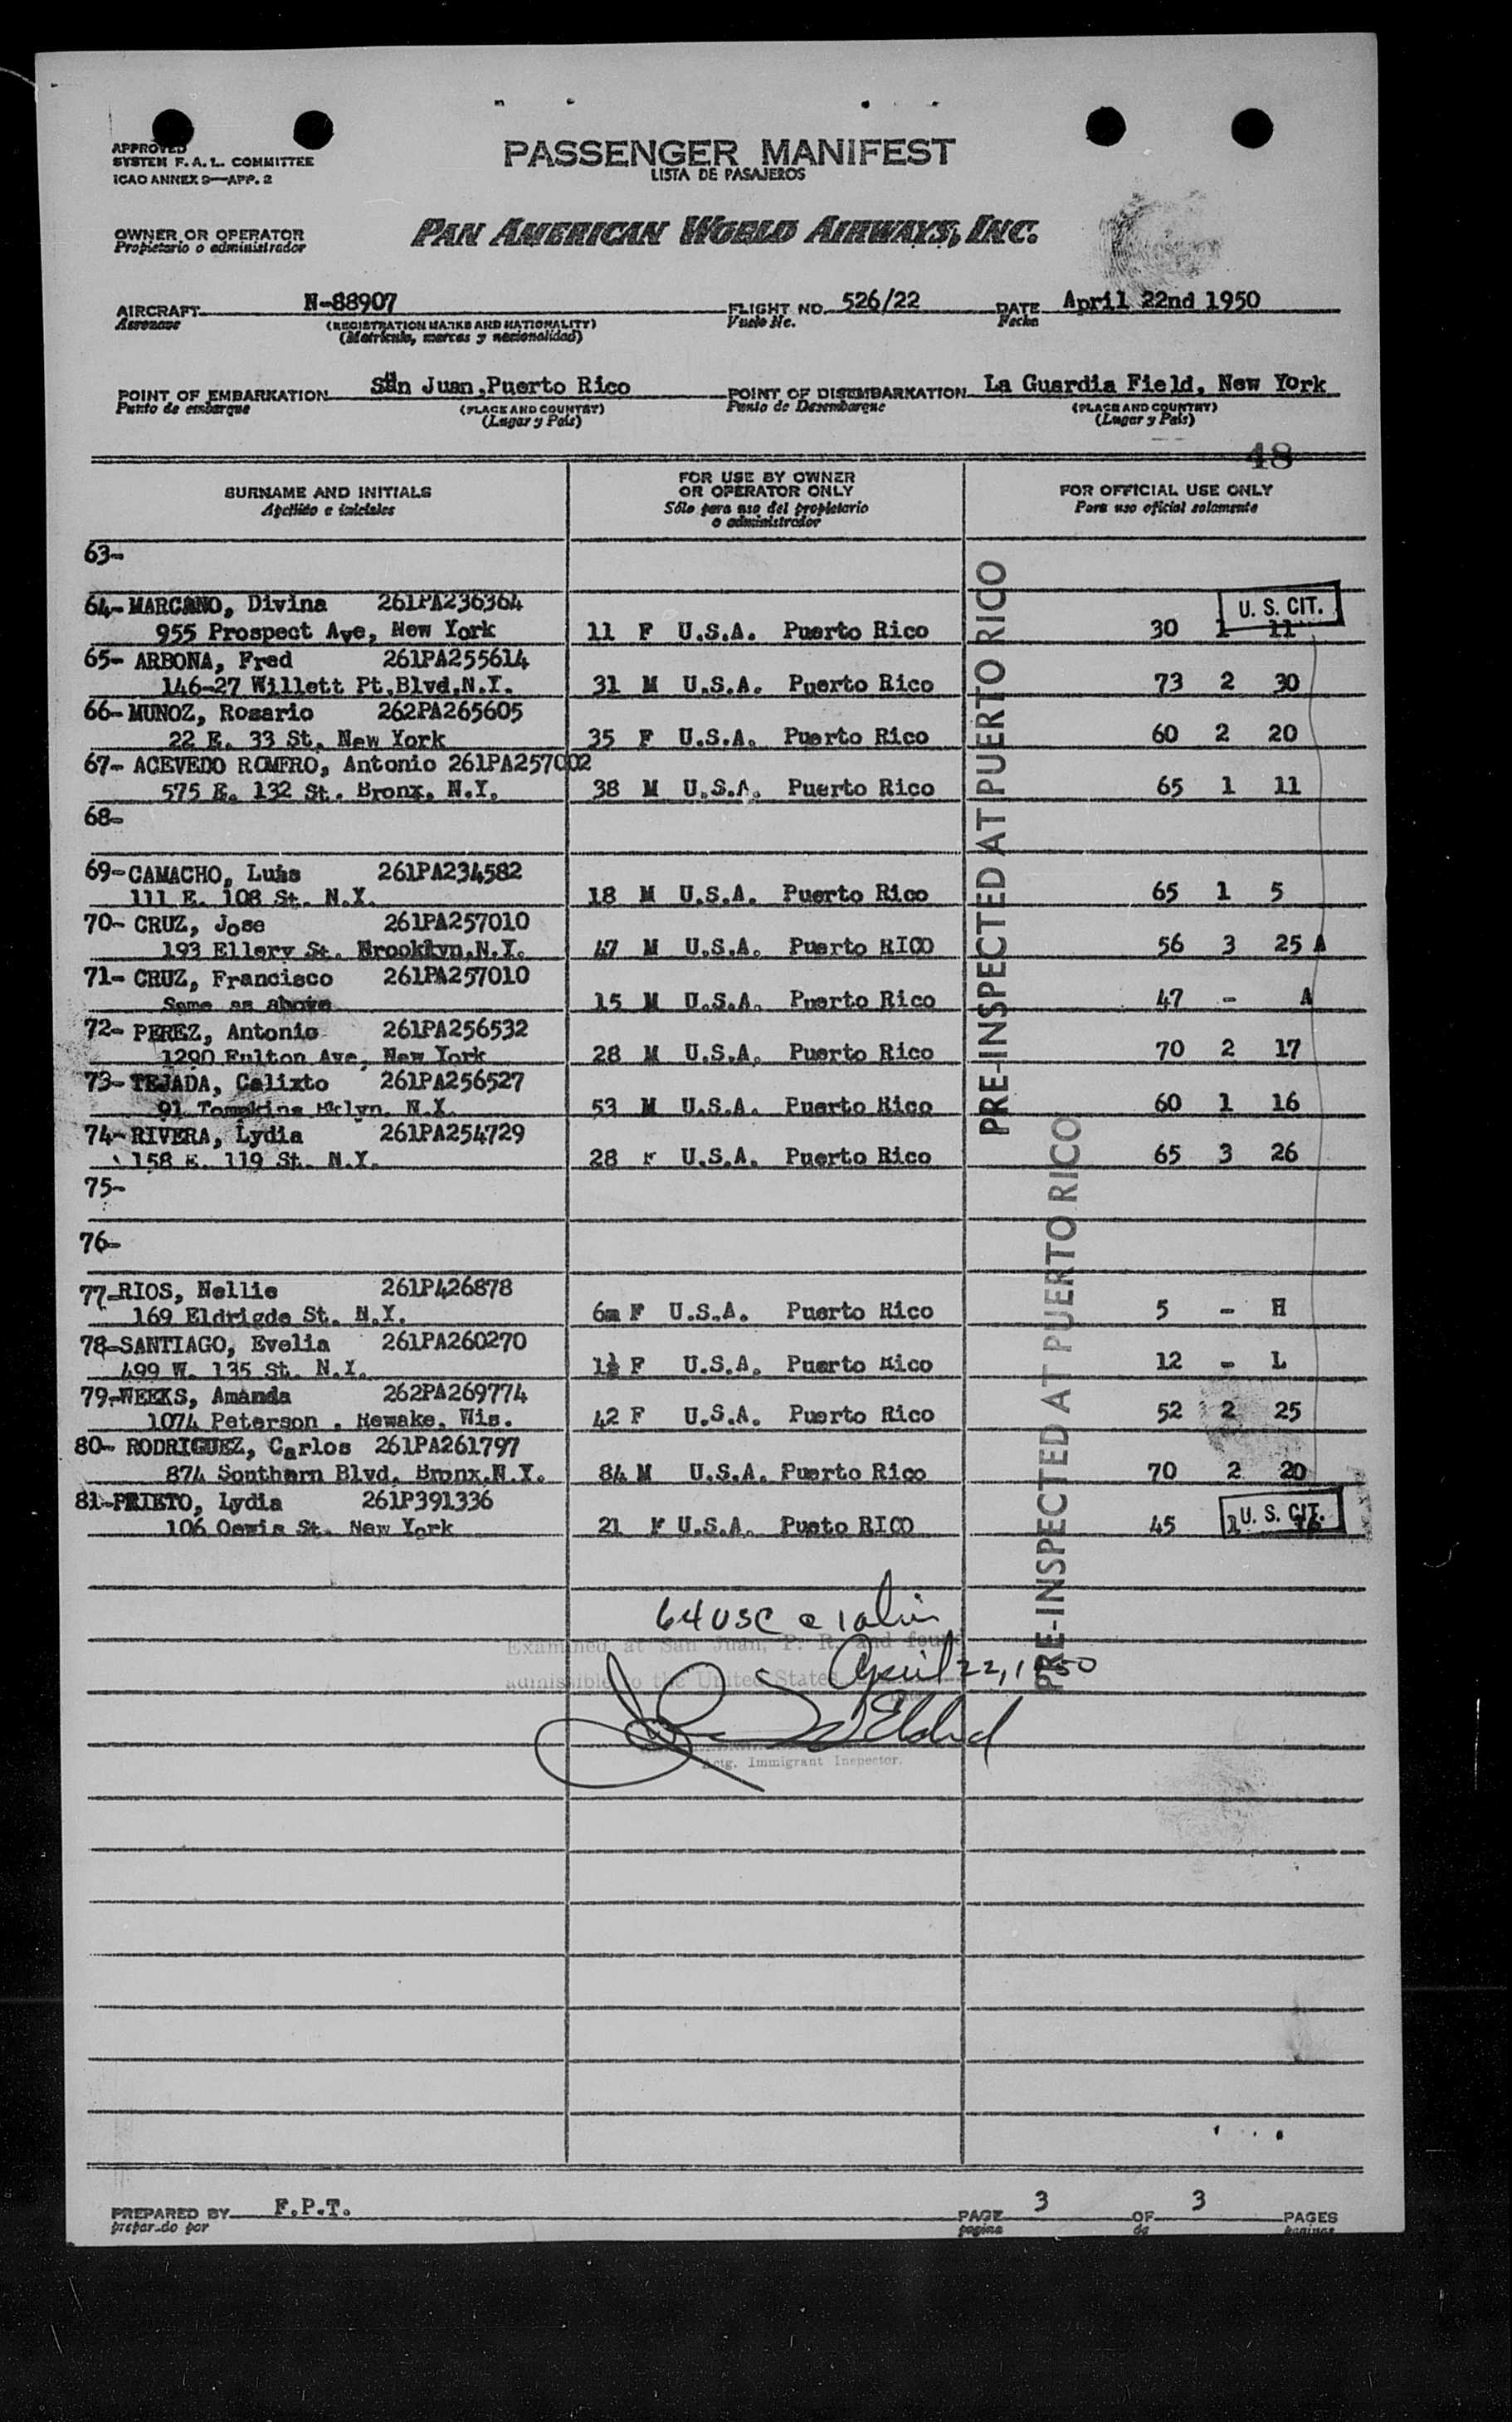 APPROVED
SYSTEM F.A.L. COMMITTEE
ICAO ANNEX 9—APP. 2
PASSENGER MANIFEST
LISTA DE PASAJEROS
OWNER OR OPERATOR
Propietario o administrador
PAN AMERICAN WORLD AIRWAYS, INC.
AIRCRAFT N-88907 FLIGHT NO. 526/22 DATE April 22nd 1950
Aeronave (REGISTRATION MARKS AND NATIONALITY) Vuelo No. Fecha
(Matrícula, marcas y nacionalidad)
POINT OF EMBARKATION San Juan,Puerto Rico POINT OF DISEMBARKATION La Guardia Field, New York
Punto de embarque (PLACE AND COUNTRY) Punto de Desembarque (PLACE AND COUNTRY)
(Lugar y País) (Lugar y País)
48
SURNAME AND INITIALS FOR USE BY OWNER OR OPERATOR ONLY FOR OFFICIAL USE ONLY
Apellido e iniciales Sólo para uso del propietario o administrador Para uso oficial solamente
63-
64- MARCANO, Divina 261PA236364 U. S. CIT.
955 Prospect Ave, New York 11 F U.S.A. Puerto Rico 30 1 11
65- ARBONA, Fred 261PA255614
146-27 Willett Pt.Blvd.N.Y. 31 M U.S.A. Puerto Rico 73 2 30
66- MUNOZ, Rosario 262PA265605
22 E. 33 St. New York 35 F U.S.A. Puerto Rico 60 2 20
67- ACEVEDO ROMERO, Antonio 261PA257002
575 E. 132 St. Bronx. N.Y. 38 M U.S.A. Puerto Rico 65 1 11
68-
69- CAMACHO, Luis 261PA234582
111 E. 108 St. N.Y. 18 M U.S.A. Puerto Rico 65 1 5
70- CRUZ, Jose 261PA257010
193 Ellery St. Brooklyn.N.Y. 47 M U.S.A. Puerto RICO 56 3 25 A
71- CRUZ, Francisco 261PA257010
Same as above 15 M U.S.A. Puerto Rico 47 - A
72- PEREZ, Antonio 261PA256532
1290 Fulton Ave, New York 28 M U.S.A. Puerto Rico 70 2 17
73- TEJADA, Calixto 261PA256527
91 Tompkins Bklyn. N.Y. 53 M U.S.A. Puerto Rico 60 1 16
74- RIVERA, Lydia 261PA254729
158 E. 119 St. N.Y. 28 F U.S.A. Puerto Rico 65 3 26
75-
76-
77-RIOS, Nellie 261P426878
169 Eldrigde St. N.Y. 6m F U.S.A. Puerto Rico 5 - H
78-SANTIAGO, Evelia 261PA260270
499 W. 135 St. N.Y. 1½ F U.S.A. Puerto Rico 12 - L
79-WEEKS, Amanda 262PA269774
1074 Peterson . Wis. 42 F U.S.A. Puerto Rico 52 2 25
80- RODRIGUEZ, Carlos 261PA261797
874 Southern Blvd. Bronx.N.Y. 84 M U.S.A. Puerto Rico 70 2 20
81-PRIETO, Lydia 261P391336
106 St. New York 21 F U.S.A. Pueto RICO 45 1 16
U. S. CIT.
PRE-INSPECTED AT PUERTO RICO
PRE-INSPECTED AT PUERTO RICO
64 USC
Examined at San Juan, P. R. and found
admissible to the United States
April 22, 1950
Actg. Immigrant Inspector.
PREPARED BY F.P.T. PAGE 3 OF 3 PAGES
preparado por pagina de paginas